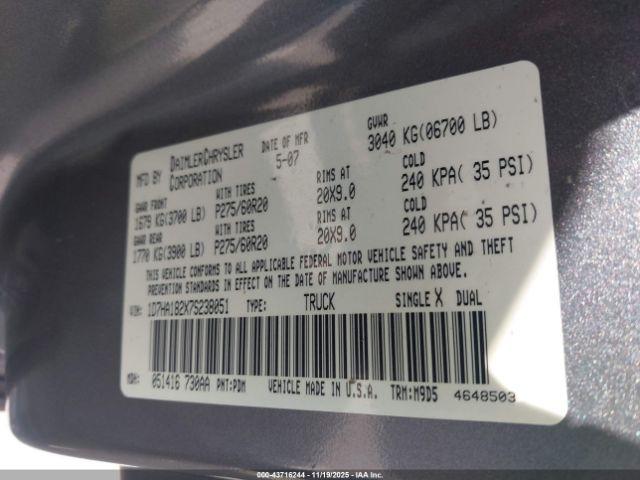 MFD BY DAIMLERCHRYSLER CORPORATION DATE OF MFR 5-07 GVWR 3040 KG(06700 LB)
GAWR FRONT 1679 KG(3700 LB) WITH TIRES P275/60R20 RIMS AT 20X9.0 COLD 240 KPA( 35 PSI)
GAWR REAR 1770 KG(3900 LB) WITH TIRES P275/60R20 RIMS AT 20X9.0 COLD 240 KPA( 35 PSI)
THIS VEHICLE CONFORMS TO ALL APPLICABLE FEDERAL MOTOR VEHICLE SAFETY AND THEFT
PREVENTION STANDARDS IN EFFECT ON THE DATE OF MANUFACTURE SHOWN ABOVE.
VIN: 1D7HA182X7S238051 TYPE: TRUCK SINGLE X DUAL
MDH: 051416 730AA PNT:PDM VEHICLE MADE IN U.S.A. TRM:M9D5 4648503
000-43716244 - 11/19/2025 - IAA Inc.